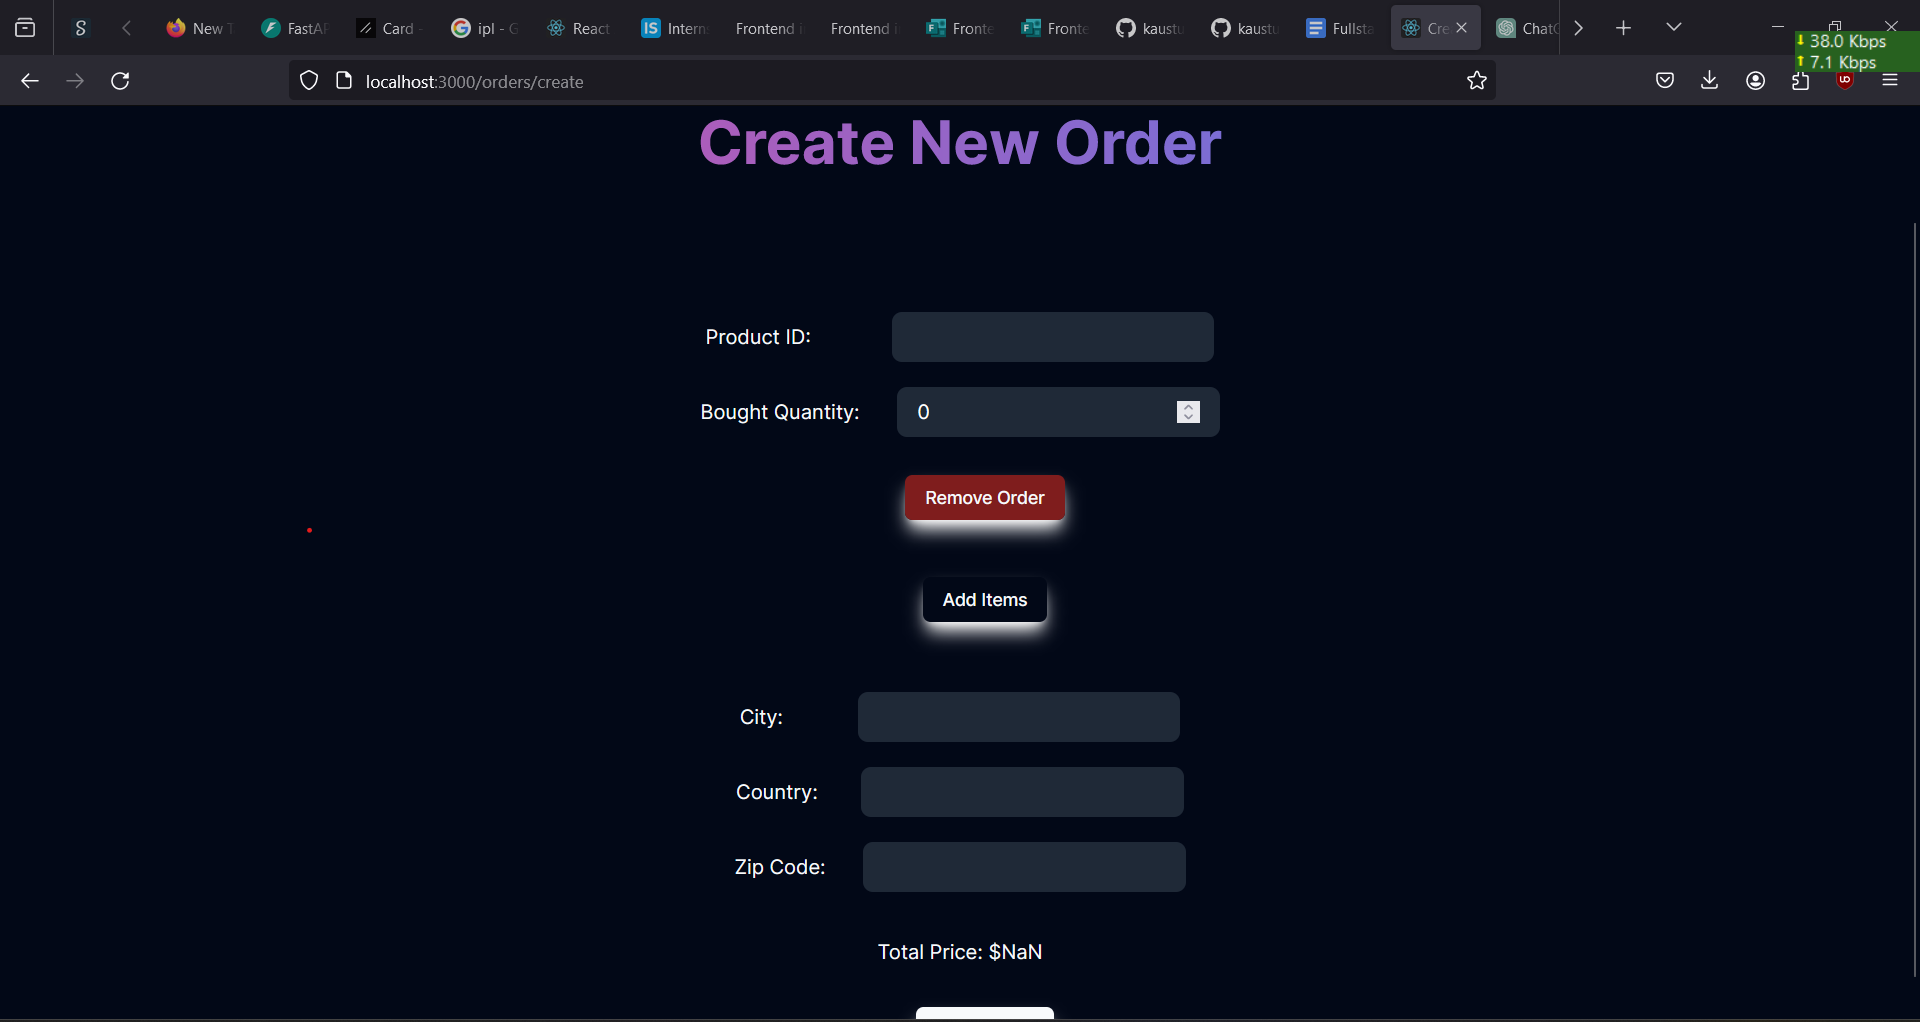 New T
FastAF
Card -
ipl - G
React
IS Intern
Frontend i
Frontend i
Fronte
Fronte
kaustu
kaustu
Fullsta
Cre
ChatG
38.0 Kbps
7.1 Kbps
localhost:3000/orders/create
Create New Order
Product ID:
Bought Quantity: 0
Remove Order
Add Items
City:
Country:
Zip Code:
Total Price: $NaN